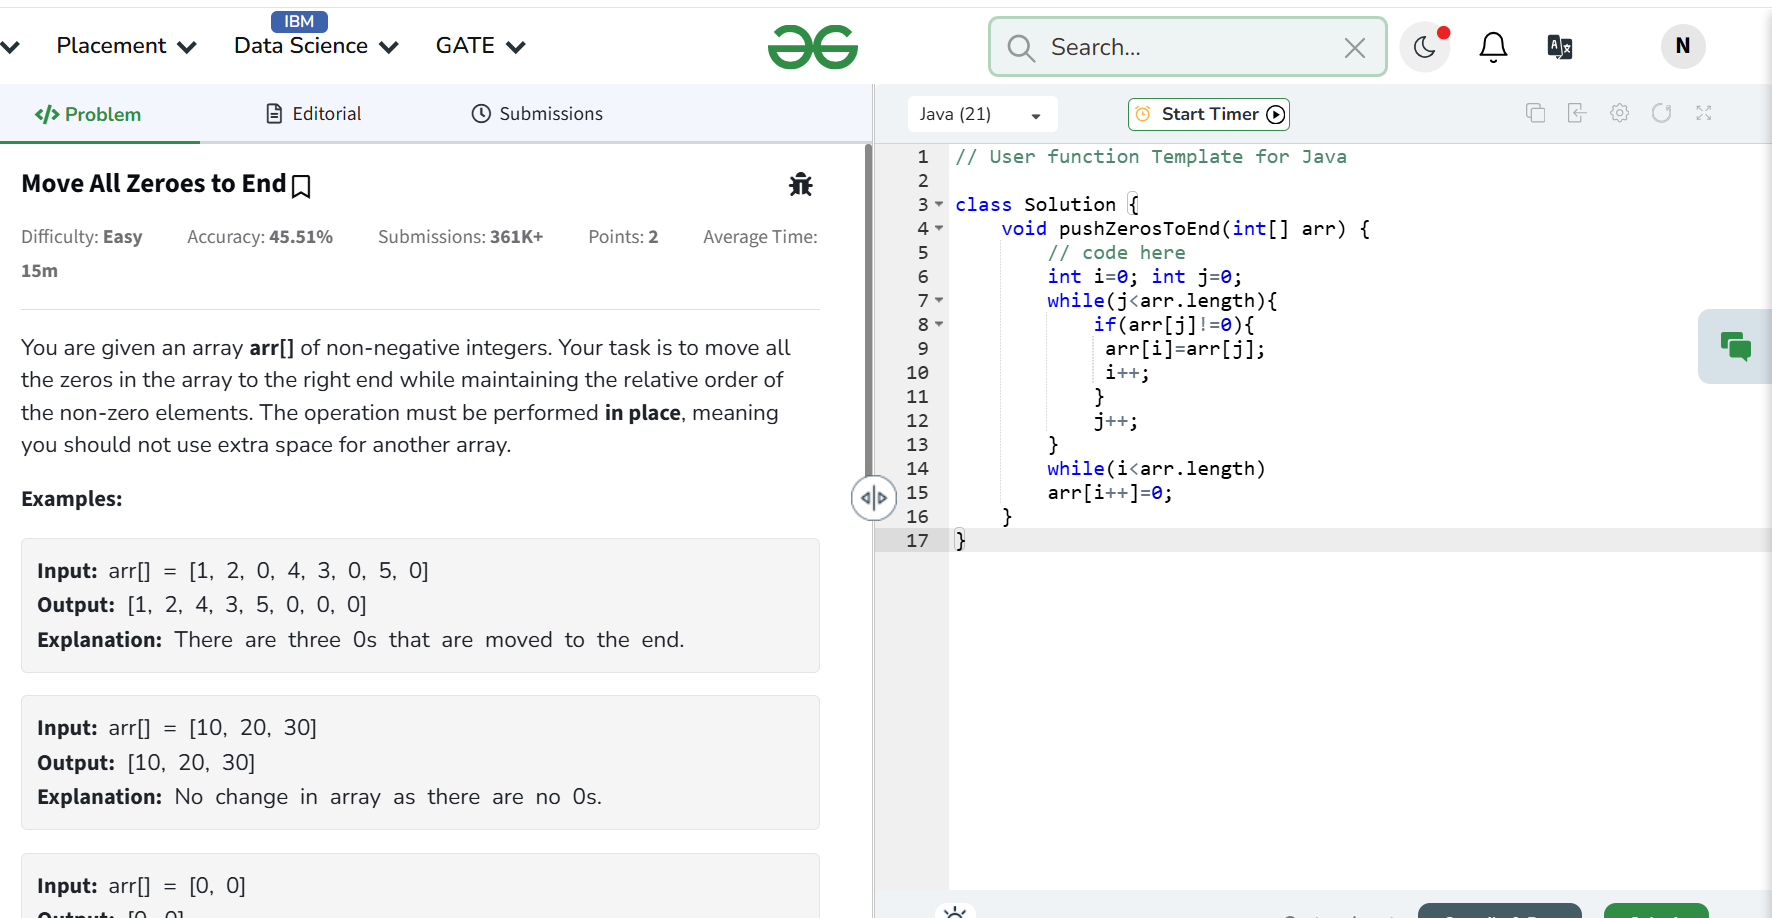 IBM
Placement Data Science GATE
Search...
N
Problem Editorial Submissions
Java (21) Start Timer
Move All Zeroes to End
Difficulty: Easy Accuracy: 45.51% Submissions: 361K+ Points: 2 Average Time:
15m
You are given an array arr[] of non-negative integers. Your task is to move all
the zeros in the array to the right end while maintaining the relative order of
the non-zero elements. The operation must be performed in place, meaning
you should not use extra space for another array.
Examples:
Input: arr[] = [1, 2, 0, 4, 3, 0, 5, 0]
Output: [1, 2, 4, 3, 5, 0, 0, 0]
Explanation: There are three 0s that are moved to the end.
Input: arr[] = [10, 20, 30]
Output: [10, 20, 30]
Explanation: No change in array as there are no 0s.
Input: arr[] = [0, 0]
Output: [0, 0]
1 // User function Template for Java
2
3 class Solution {
4 void pushZerosToEnd(int[] arr) {
5 // code here
6 int i=0; int j=0;
7 while(j<arr.length){
8 if(arr[j]!=0){
9 arr[i]=arr[j];
10 i++;
11 }
12 j++;
13 }
14 while(i<arr.length)
15 arr[i++]=0;
16 }
17 }